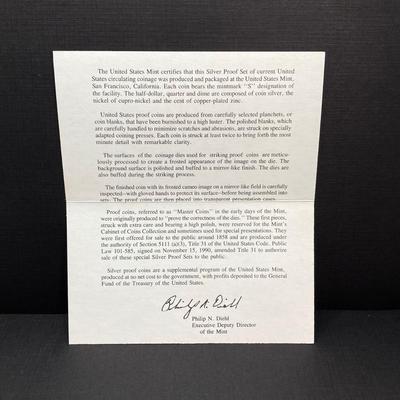 The United States Mint certifies that this Silver Proof Set of current United
States circulating coinage was produced and packaged at the United States Mint,
San Francisco, California. Each coin bears the mintmark "S" designation of
the facility. The half-dollar, quarter and dime are composed of coin silver, the
nickel of cupro-nickel and the cent of copper-plated zinc.
United States proof coins are produced from carefully selected planchets, or
coin blanks, that have been burnished to a high luster. The polished blanks, which
are carefully handled to minimize scratches and abrasions, are struck on specially
adapted coining presses. Each coin is struck at least twice to bring forth the most
minute detail with remarkable clarity.
The surfaces of the coinage dies used for striking proof coins are metic-
ulously processed to create a frosted appearance of the image on the die. The
background surface is polished and buffed to a mirror-like finish. The dies are
also buffed during the striking process.
The finished coin with its frosted cameo image on a mirror-like field is carefully
inspected--with gloved hands to protect its surface--before being assembled into
sets. The proof coins are then placed into transparent presentation cases.
Proof coins, referred to as "Master Coins" in the early days of the Mint,
were originally produced to "prove the correctness of the dies." These first pieces,
struck with extra care and bearing a high polish, were reserved for the Mint's
Cabinet of Coins Collection and sometimes used for special presentations. They
were first offered for sale to the public around 1858 and are produced under
the authority of Section 5111 (a)(3), Title 31 of the United States Code. Public
Law 101-585, signed on November 15, 1990, amended Title 31 to authorize
sale of these special Silver Proof Sets to the public.
Silver proof coins are a supplemental program of the United States Mint,
produced at no net cost to the government, with profits deposited to the General
Fund of the Treasury of the United States.
Philip N. Diehl
Philip N. Diehl
Executive Deputy Director
of the Mint